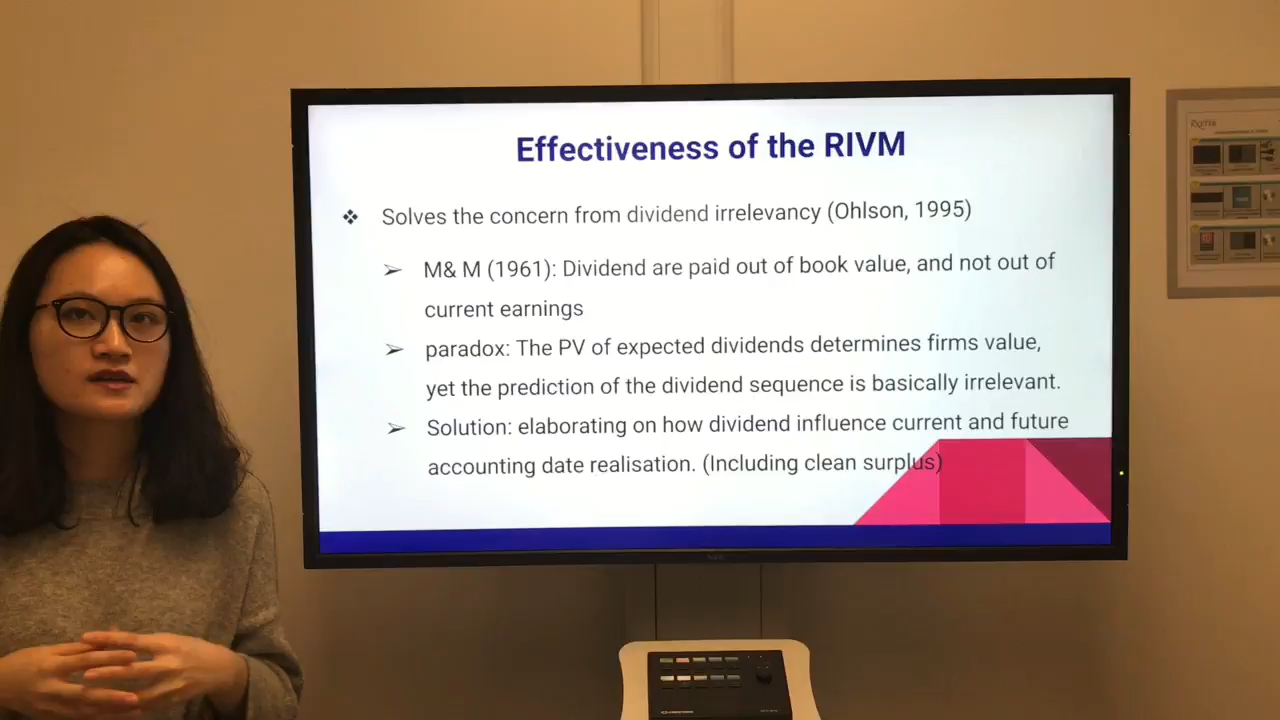 Effectiveness of the RIVM
❖ Solves the concern from dividend irrelevancy (Ohlson, 1995)
➢ M& M (1961): Dividend are paid out of book value, and not out of
current earnings
➢ paradox: The PV of expected dividends determines firms value,
yet the prediction of the dividend sequence is basically irrelevant.
➢ Solution: elaborating on how dividend influence current and future
accounting date realisation. (Including clean surplus)